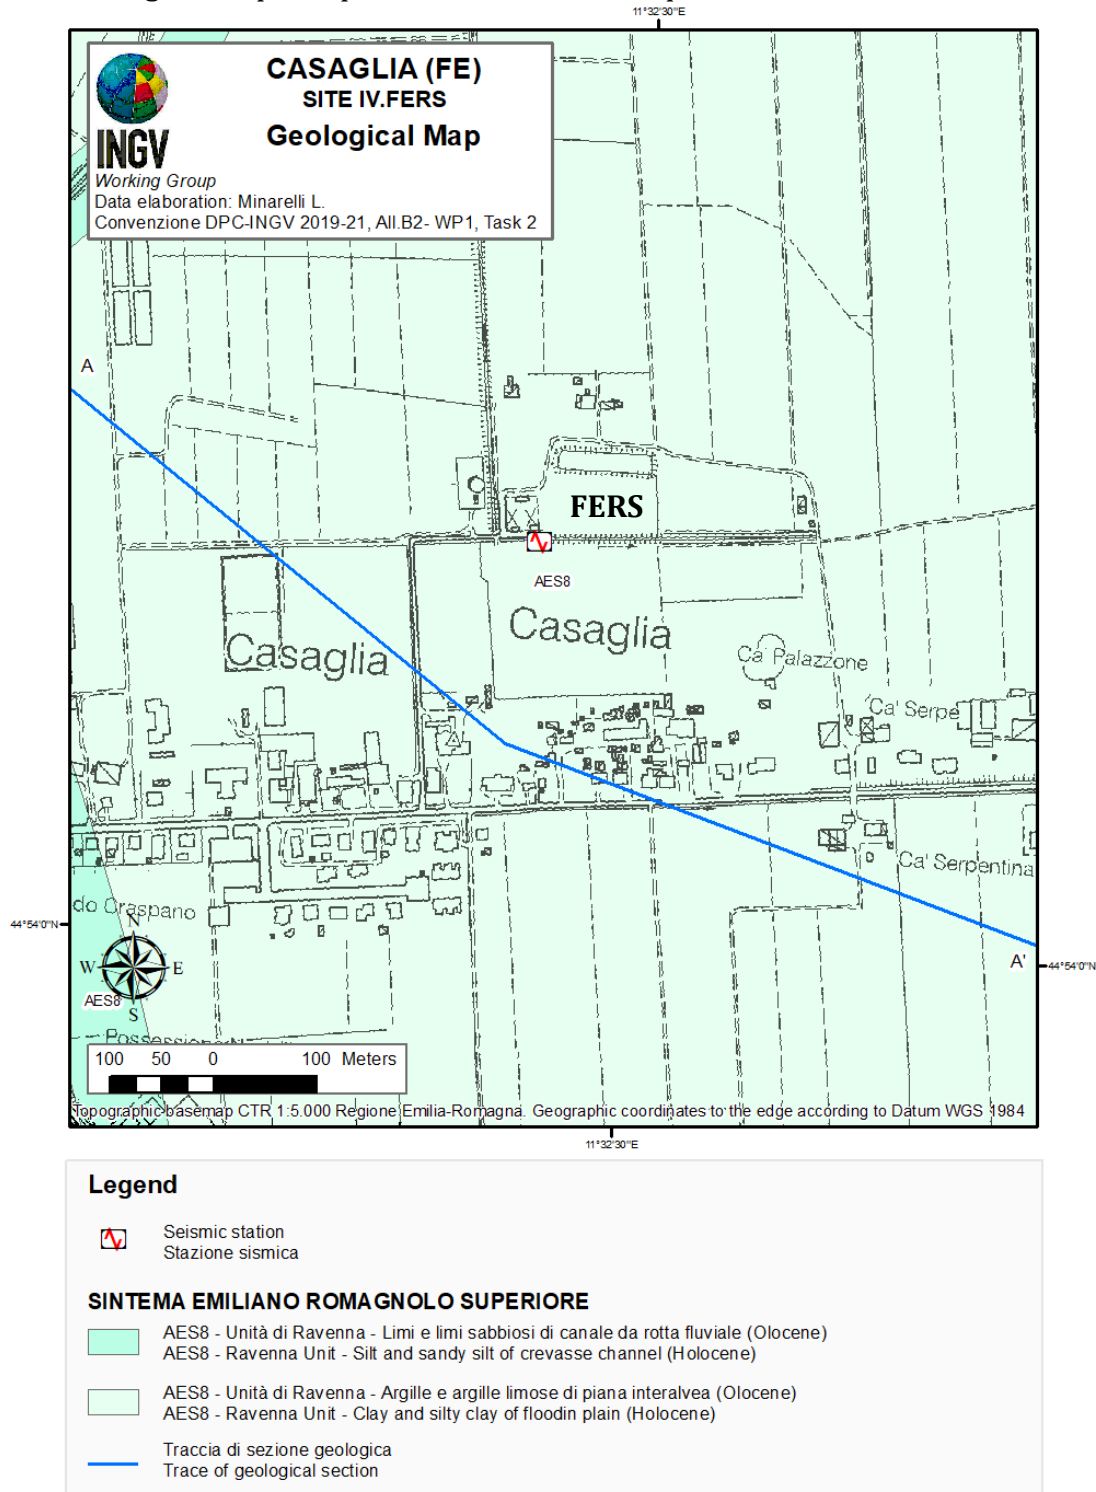 11°32'30"E
CASAGLIA (FE)
SITE IV.FERS
Geological Map
INGV
Working Group
Data elaboration: Minarelli L.
Convenzione DPC-INGV 2019-21, All.B2- WP1, Task 2
A
FERS
AES8
Casaglia
Casaglia
Ca' Palazzone
Ca' Serpe
Ca' Serpentina
do Graspano
44°54'0"N
N
W
E
S
A'
44°54'0"N
AES8
100 50 0 100 Meters
Topographic basemap CTR 1:5.000 Regione Emilia-Romagna. Geographic coordinates to the edge according to Datum WGS 1984
11°32'30"E
Legend
Seismic station
Stazione sismica
SINTEMA EMILIANO ROMAGNOLO SUPERIORE
AES8 - Unità di Ravenna - Limi e limi sabbiosi di canale da rotta fluviale (Olocene)
AES8 - Ravenna Unit - Silt and sandy silt of crevasse channel (Holocene)
AES8 - Unità di Ravenna - Argille e argille limose di piana interalvea (Olocene)
AES8 - Ravenna Unit - Clay and silty clay of floodin plain (Holocene)
Traccia di sezione geologica
Trace of geological section